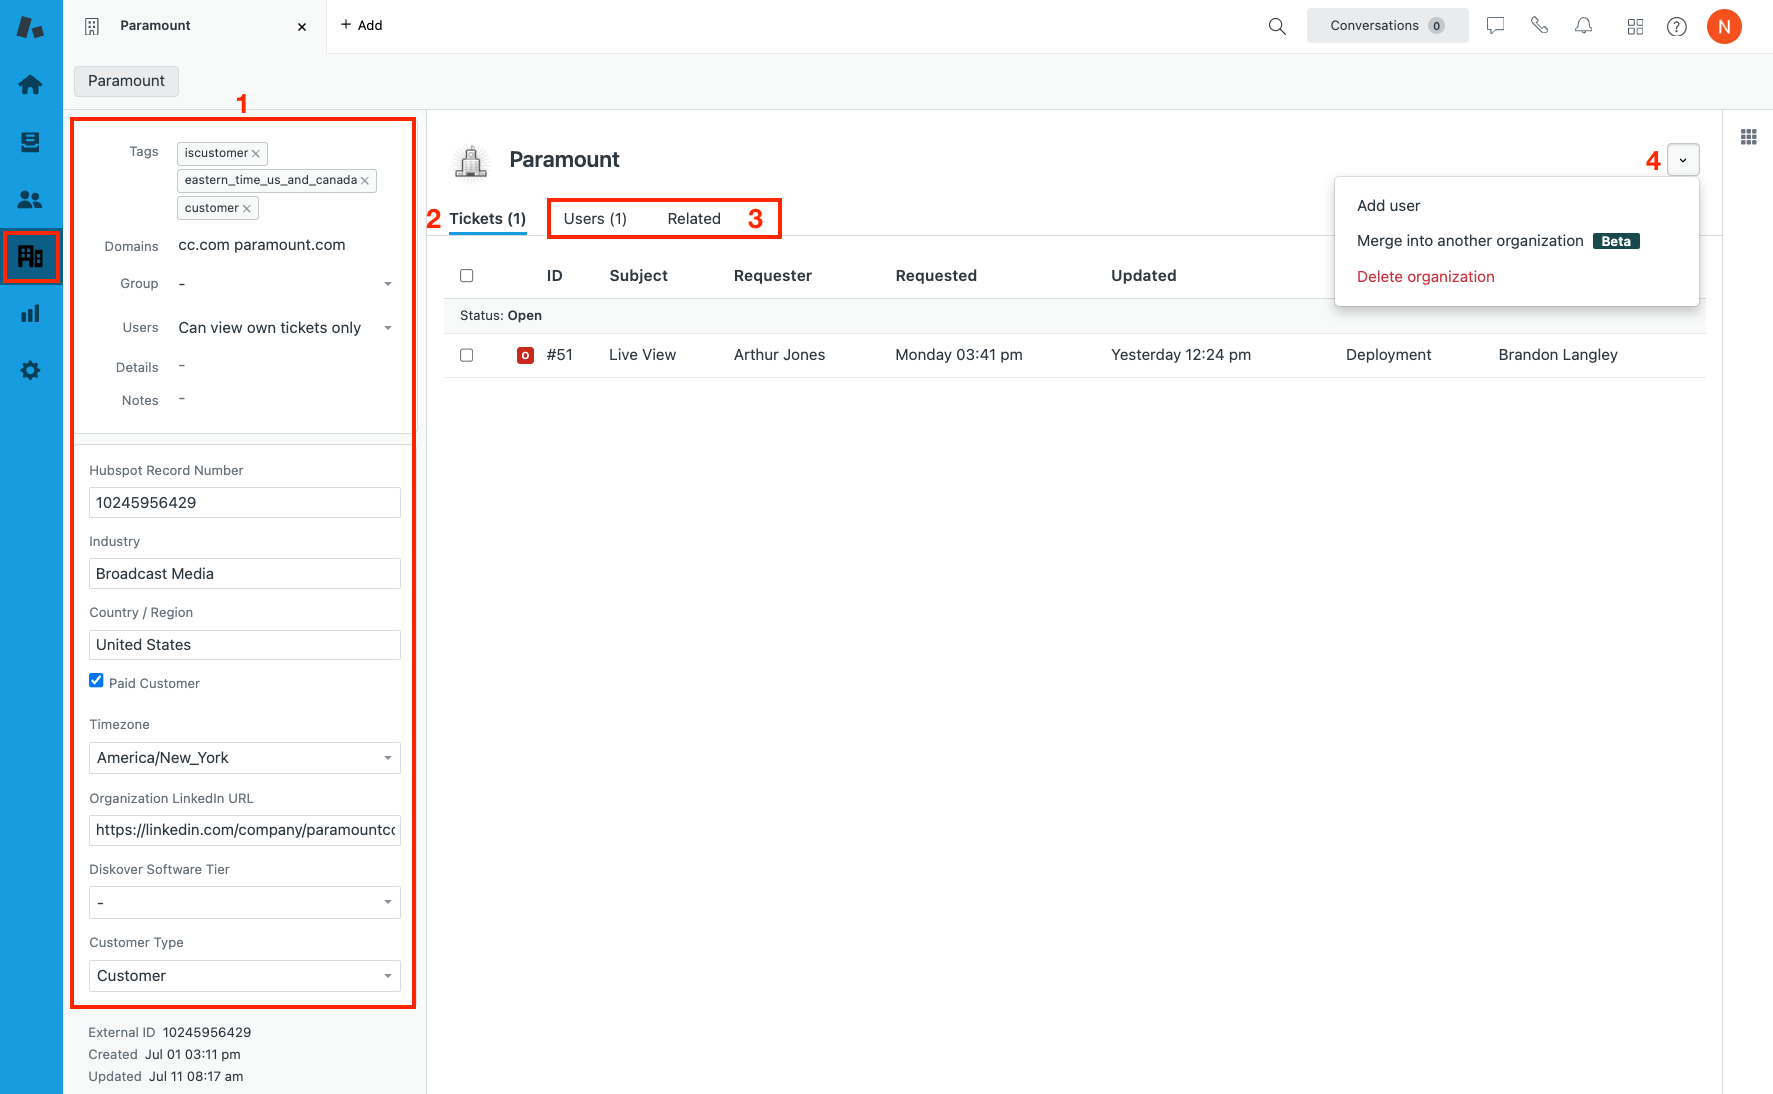 Paramount
+ Add
Conversations 0
N
Paramount
1
Tags
iscustomer
eastern_time_us_and_canada
customer
Domains cc.com paramount.com
Group -
Users Can view own tickets only
Details -
Notes -
Hubspot Record Number
10245956429
Industry
Broadcast Media
Country / Region
United States
Paid Customer
Timezone
America/New_York
Organization LinkedIn URL
https://linkedin.com/company/paramountco
Diskover Software Tier
-
Customer Type
Customer
External ID 10245956429
Created Jul 01 03:11 pm
Updated Jul 11 08:17 am
Paramount
4
Add user
Merge into another organization Beta
Delete organization
2 Tickets (1) Users (1) Related 3
ID Subject Requester Requested Updated
Status: Open
O #51 Live View Arthur Jones Monday 03:41 pm Yesterday 12:24 pm Deployment Brandon Langley